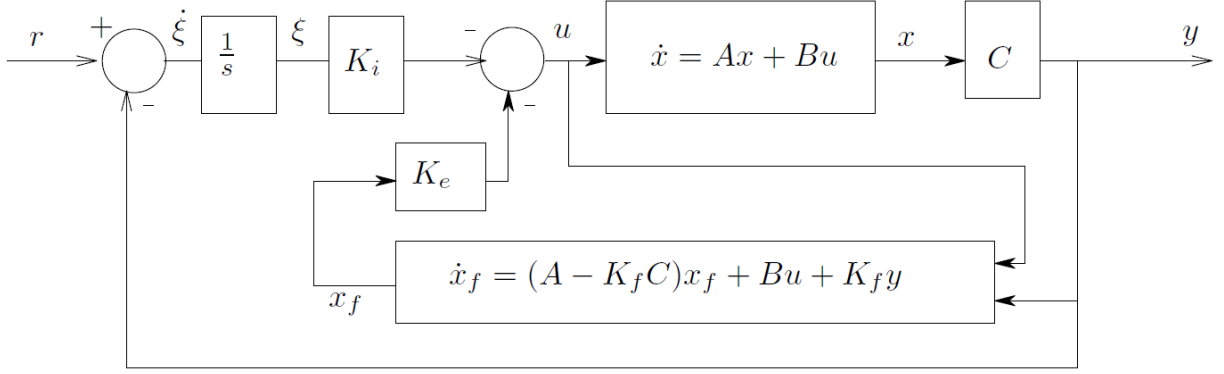 r
+
-
ξ̇
1/s
ξ
K_i
-
-
u
ẋ = Ax + Bu
x
C
y
K_e
ẋ_f = (A − K_f C)x_f + Bu + K_f y
x_f